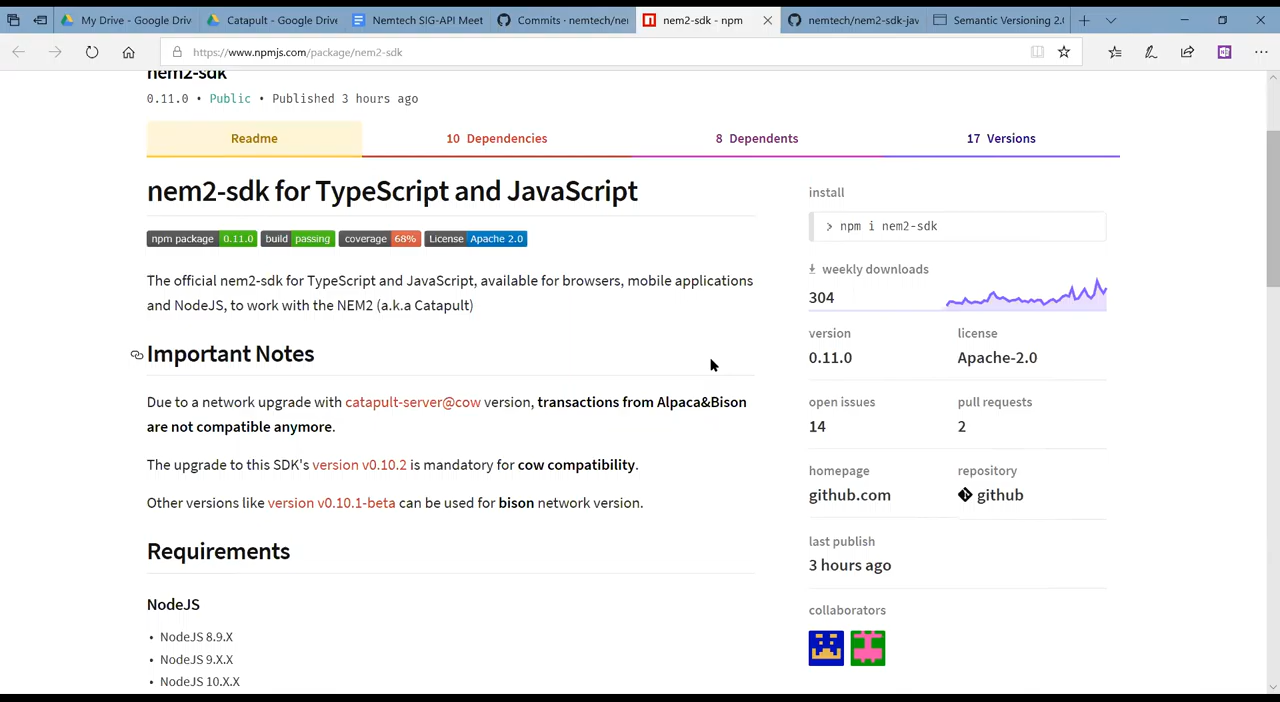 My Drive - Google Driv
Catapult - Google Drive
Nemtech SIG-API Meet
Commits · nemtech/ne
nem2-sdk - npm
nemtech/nem2-sdk-jav
Semantic Versioning 2.
https://www.npmjs.com/package/nem2-sdk
nem2-sdk
0.11.0 • Public • Published 3 hours ago
Readme
10 Dependencies
8 Dependents
17 Versions
nem2-sdk for TypeScript and JavaScript
npm package 0.11.0 build passing coverage 68% License Apache 2.0
The official nem2-sdk for TypeScript and JavaScript, available for browsers, mobile applications
and NodeJS, to work with the NEM2 (a.k.a Catapult)
Important Notes
Due to a network upgrade with catapult-server@cow version, transactions from Alpaca&Bison
are not compatible anymore.
The upgrade to this SDK's version v0.10.2 is mandatory for cow compatibility.
Other versions like version v0.10.1-beta can be used for bison network version.
Requirements
NodeJS
• NodeJS 8.9.X
• NodeJS 9.X.X
• NodeJS 10.X.X
install
> npm i nem2-sdk
weekly downloads
304
version
0.11.0
license
Apache-2.0
open issues
14
pull requests
2
homepage
github.com
repository
github
last publish
3 hours ago
collaborators